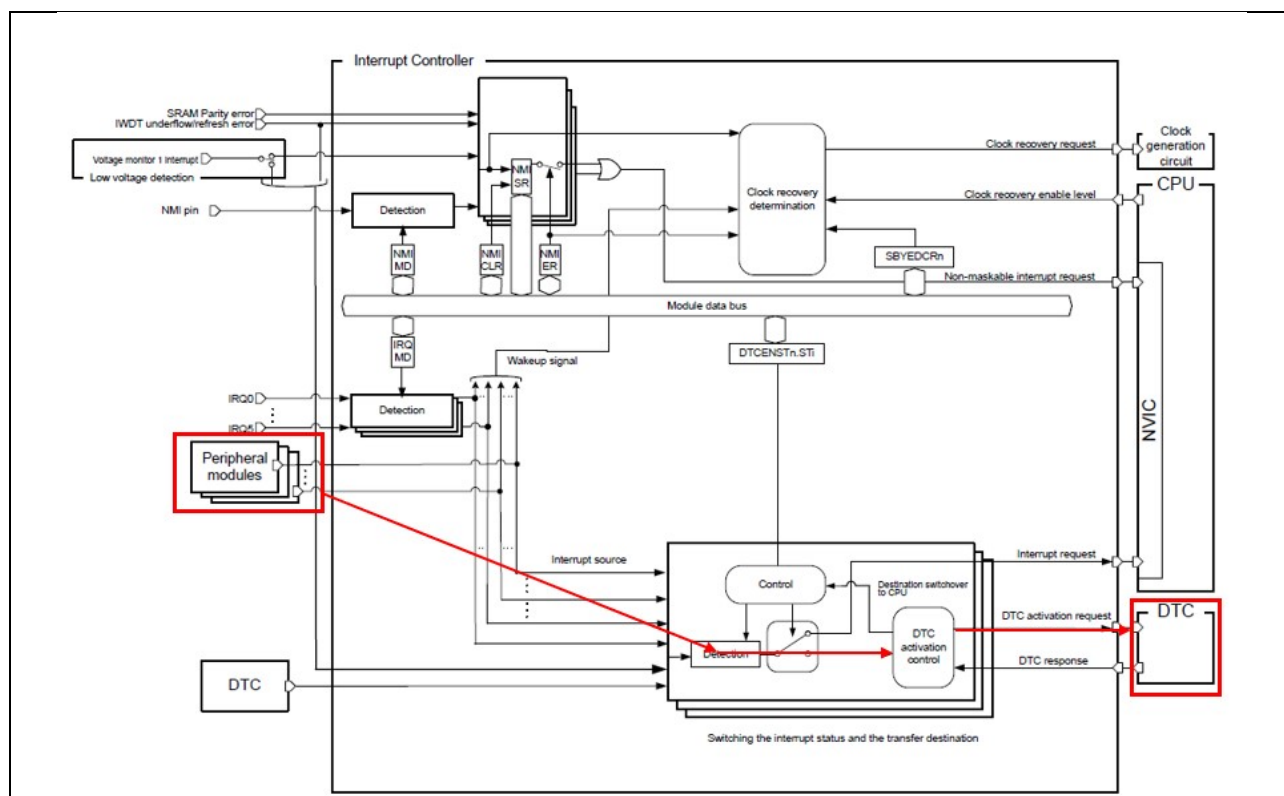 Interrupt Controller
SRAM Parity error
IWDT underflow/refresh error
Voltage monitor 1 Interrupt
Low voltage detection
NMI pin
Detection
NMI
SR
NMI
MD
NMI
CLR
NMI
ER
Clock recovery
determination
Clock recovery request
Clock
generation
circuit
Clock recovery enable level
CPU
SBYEDCRn
Non-maskable interrupt request
Module data bus
IRQ
MD
Wakeup signal
DTCENSTn.STi
IRQ0
IRQ5
Detection
NVIC
Peripheral
modules
Interrupt source
Interrupt request
Control
Destination switchover
to CPU
DTC activation request
DTC
Detection
DTC
activation
control
DTC response
DTC
Switching the interrupt status and the transfer destination